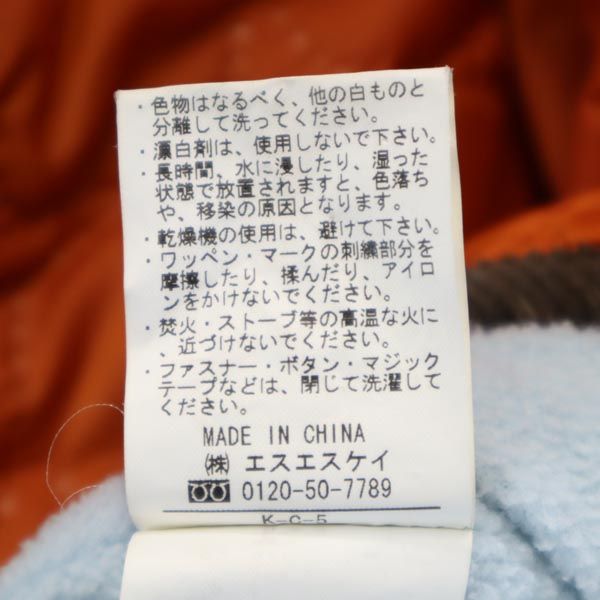 ・色物はなるべく、他の白ものと
分離して洗ってください。
・漂白剤は、使用しないで下さい。
・長時間、水に浸したり、湿った
状態で放置されますと、色落ち
や、移染の原因となります。
・乾燥機の使用は、避けて下さい。
・ワッペン・マークの刺繍部分を
摩擦したり、揉んだり、アイロ
ンをかけないでください。
・焚火・ストーブ等の高温な火に
、近づけないでください。
・ファスナー・ボタン・マジック
テープなどは、閉じて洗濯して
ください。
MADE IN CHINA
㈱ エスエスケイ
0120-50-7789
K-C-5